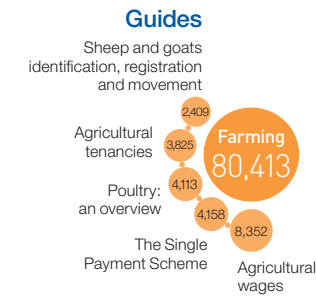 Guides
Sheep and goats
identification, registration
and movement
2,409
Farming
80,413
Agricultural
tenancies
3,825
Poultry:
an overview
4,113
The Single
Payment Scheme
4,158
Agricultural
wages
8,352